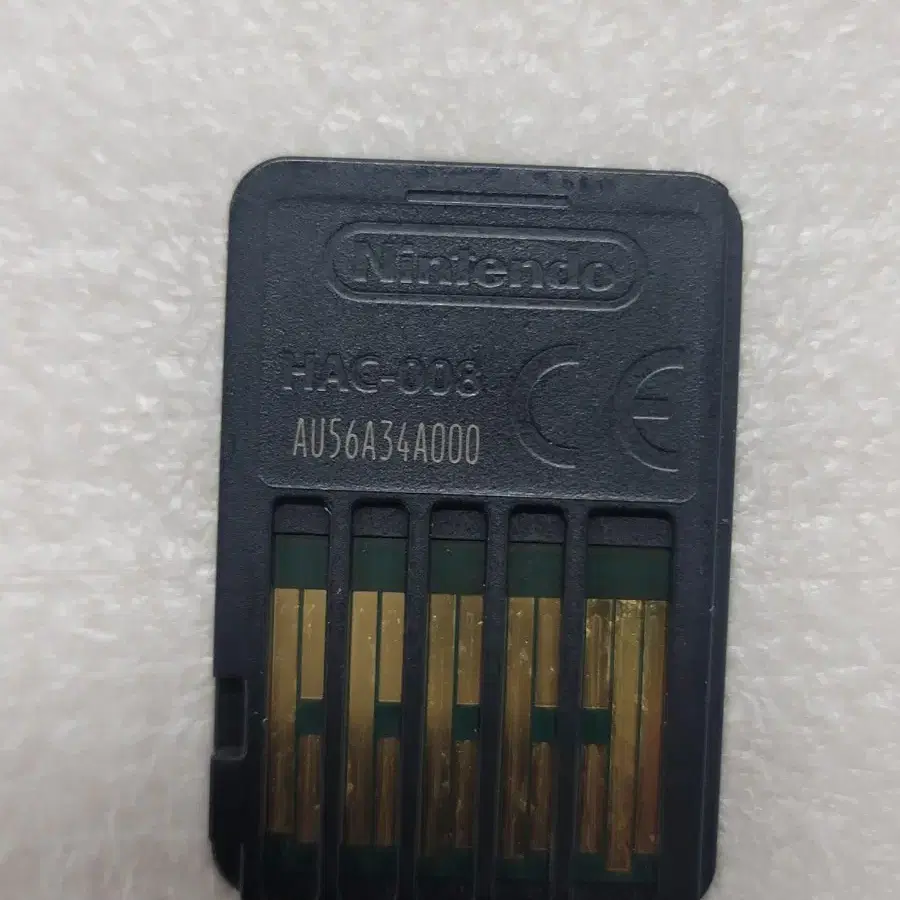 Nintendo
HAC-008
CE
AU56A34A000